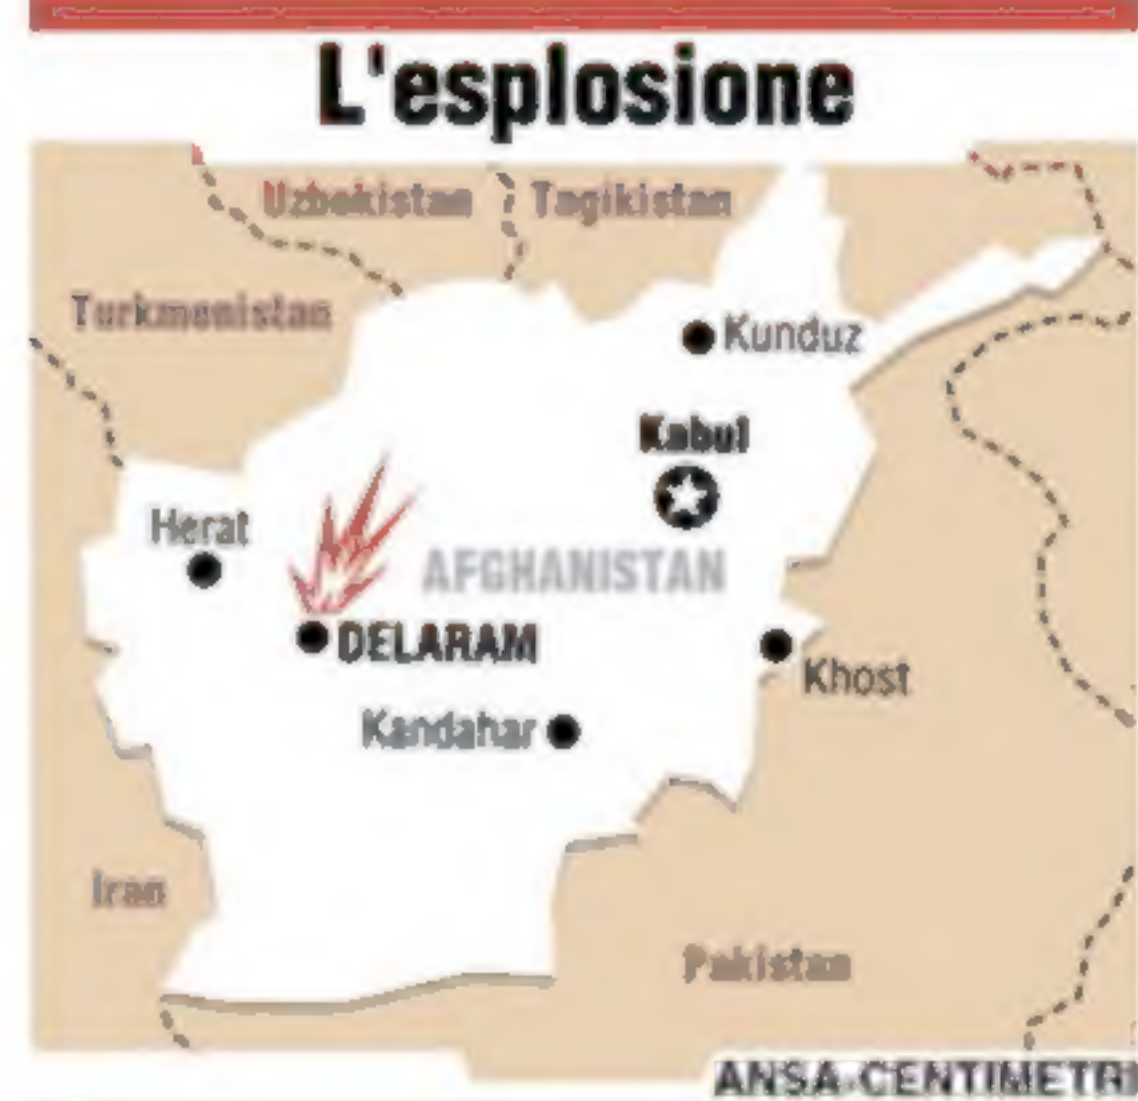 L'esplosione
Uzbekistan
Tagikistan
Turkmenistan
Kunduz
Kabul
Herat
AFGHANISTAN
DELARAM
Khost
Kandahar
Iran
Pakistan
ANSA-CENTIMETRI